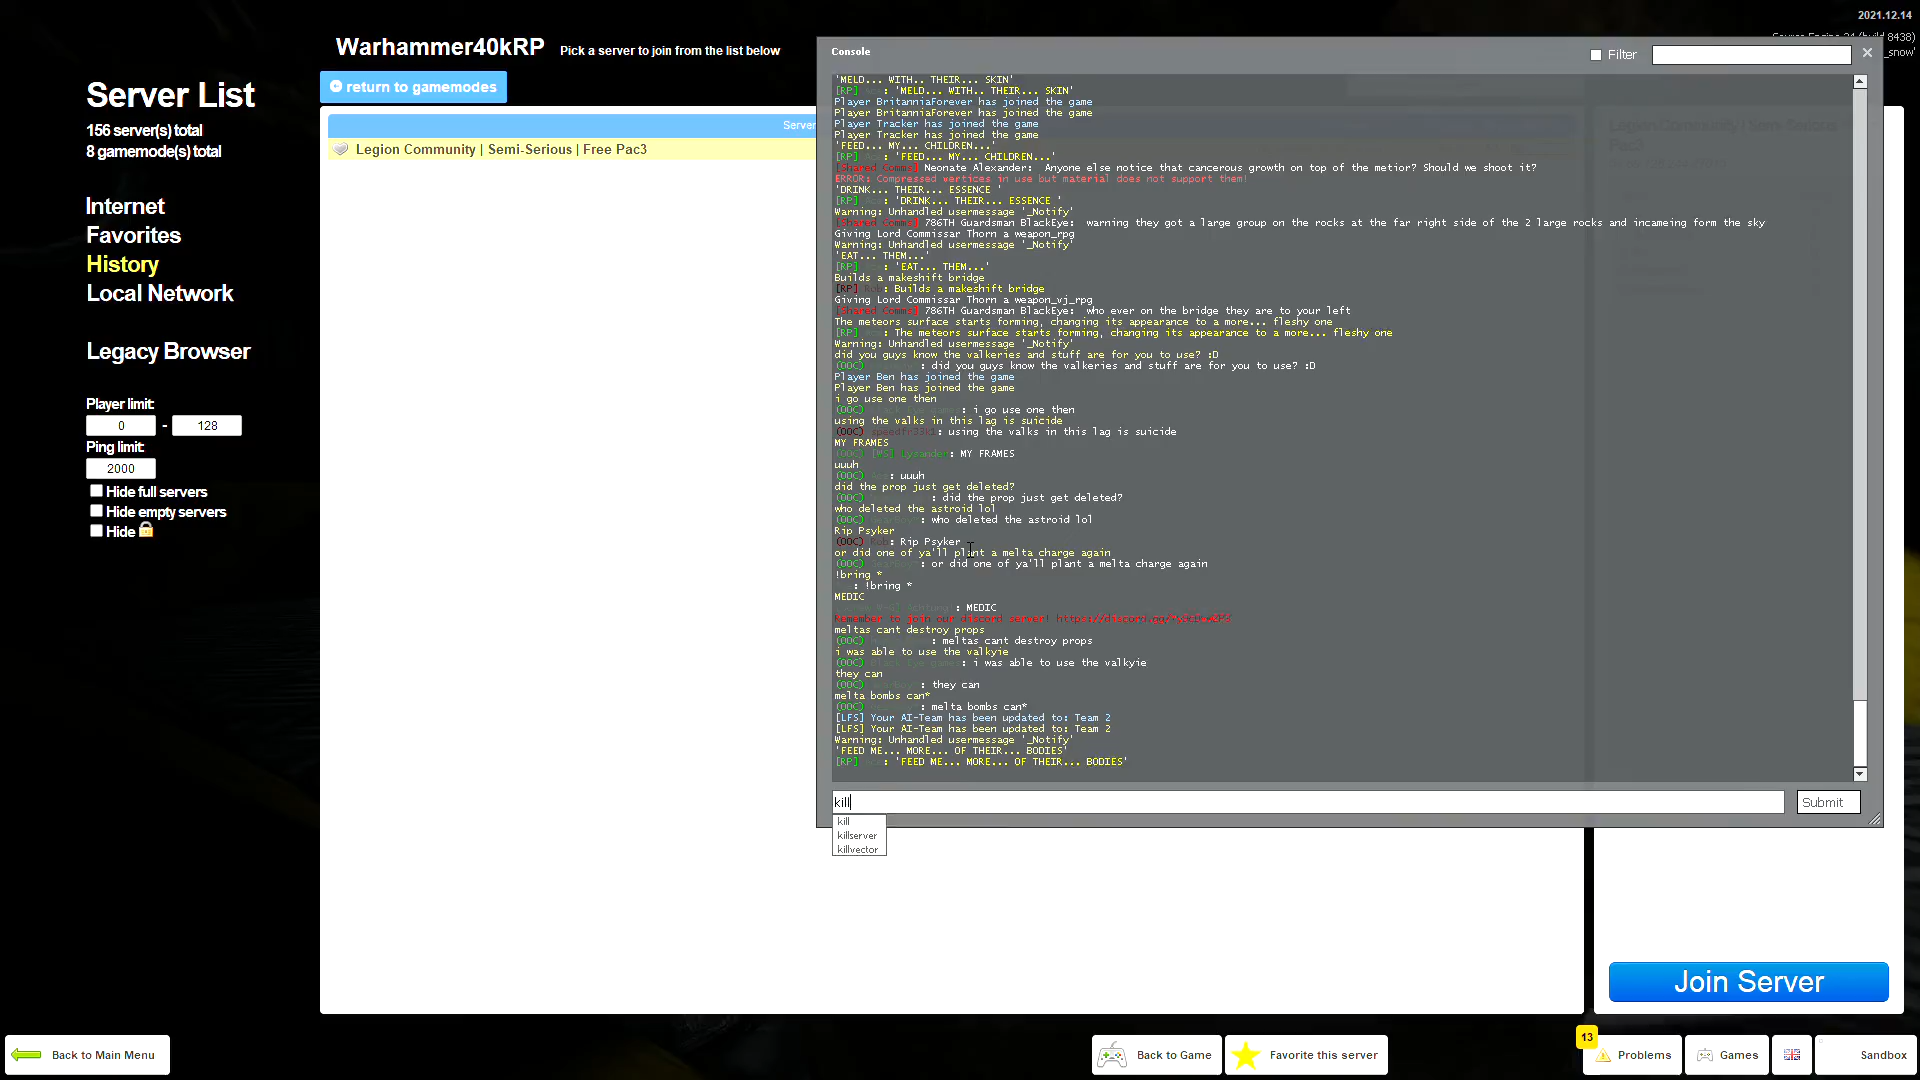 2021.12.14
Warhammer40kRP Pick a server to join from the list below
return to gamemodes
Server List
156 server(s) total
8 gamemode(s) total
Internet
Favorites
History
Local Network
Legacy Browser
Player limit:
0 - 128
Ping limit:
2000
Hide full servers
Hide empty servers
Hide
Server
Legion Community | Semi-Serious | Free Pac3
Console
Filter
'MELD... WITH.. THEIR... SKIN'
[RP] : 'MELD... WITH.. THEIR... SKIN'
Player BritanniaForever has joined the game
Player BritanniaForever has joined the game
Player Tracker has joined the game
Player Tracker has joined the game
'FEED... MY... CHILDREN...'
[RP] : 'FEED... MY... CHILDREN...'
[Shared Comms] Neonate Alexander: Anyone else notice that cancerous growth on top of the metior? Should we shoot it?
ERROR: Compressed vertices in use but material does not support them!
'DRINK... THEIR... ESSENCE '
[RP] : 'DRINK... THEIR... ESSENCE '
Warning: Unhandled usermessage '_Notify'
[Shared Comms] 786TH Guardsman BlackEye: warning they got a large group on the rocks at the far right side of the 2 large rocks and incameing form the sky
Giving Lord Commissar Thorn a weapon_rpg
Warning: Unhandled usermessage '_Notify'
'EAT... THEM...'
[RP] : 'EAT... THEM...'
Builds a makeshift bridge
[RP] Rob: Builds a makeshift bridge
Giving Lord Commissar Thorn a weapon_vj_rpg
[Shared Comms] 786TH Guardsman BlackEye: who ever on the bridge they are to your left
The meteors surface starts forming, changing its appearance to a more... fleshy one
[RP] : The meteors surface starts forming, changing its appearance to a more... fleshy one
Warning: Unhandled usermessage '_Notify'
did you guys know the valkeries and stuff are for you to use? :D
(OOC) : did you guys know the valkeries and stuff are for you to use? :D
Player Ben has joined the game
Player Ben has joined the game
i go use one then
(OOC) : i go use one then
using the valks in this lag is suicide
(OOC) : using the valks in this lag is suicide
MY FRAMES
(OOC) [WS] Lysander: MY FRAMES
uuuh
(OOC) : uuuh
did the prop just get deleted?
(OOC) : did the prop just get deleted?
who deleted the astroid lol
(OOC) : who deleted the astroid lol
Rip Psyker
(OOC) Rob: Rip Psyker
or did one of ya'll plant a melta charge again
(OOC) : or did one of ya'll plant a melta charge again
!bring *
: !bring *
MEDIC
: MEDIC
Remember to join our discord server!
meltas cant destroy props
(OOC) : meltas cant destroy props
i was able to use the valkyie
(OOC) : i was able to use the valkyie
they can
(OOC) : they can
melta bombs can*
(OOC) : melta bombs can*
[LFS] Your AI-Team has been updated to: Team 2
[LFS] Your AI-Team has been updated to: Team 2
Warning: Unhandled usermessage '_Notify'
'FEED ME... MORE... OF THEIR... BODIES'
[RP] : 'FEED ME... MORE... OF THEIR... BODIES'
kill
Submit
kill
killserver
killvector
Join Server
Back to Main Menu
Back to Game
Favorite this server
13
Problems
Games
Sandbox